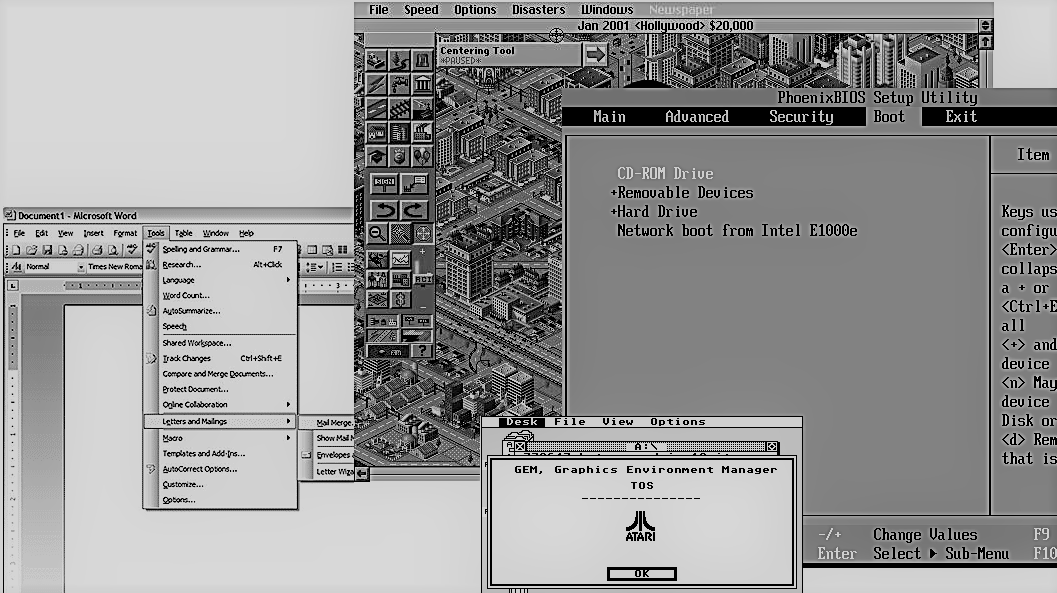 File Speed Options Disasters Windows Newspaper
Jan 2001 <Hollywood> $20,000
Centering Tool
*PAUSED*
SIGN
RCI
?
PhoenixBIOS Setup Utility
Main Advanced Security Boot Exit
CD-ROM Drive
+Removable Devices
+Hard Drive
Network boot from Intel E1000e
Item
Keys us
configu
<Enter>
collaps
a + or
<Ctrl+E
all
<+> and
device
<n> May
device
Disk or
<d> Rem
that is
-/+ Change Values F9
Enter Select ▶ Sub-Menu F10
Document1 - Microsoft Word
File Edit View Insert Format Tools Table Window Help
Normal Times New Roma
Spelling and Grammar... F7
Research... Alt+Click
Language
Word Count...
AutoSummarize...
Speech
Shared Workspace...
Track Changes Ctrl+Shift+E
Compare and Merge Documents...
Protect Document...
Online Collaboration
Letters and Mailings
Macro
Templates and Add-Ins...
AutoCorrect Options...
Customize...
Options...
Mail Merge.
Show Mail M
Envelopes a
Letter Wiza
Desk File View Options
A:\
GEM, Graphics Environment Manager
TOS
---------------
ATARI
OK